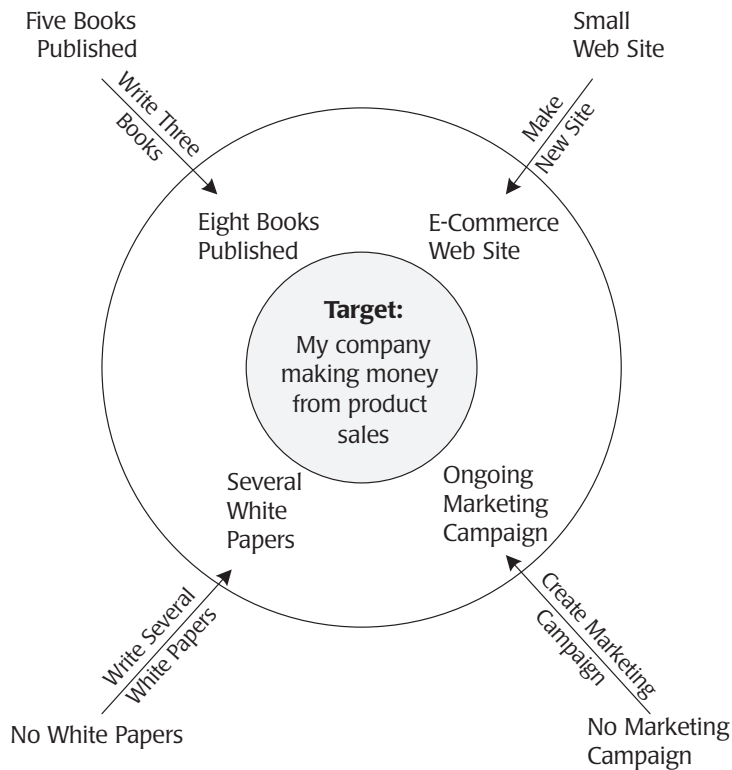 Five Books
Published
Small
Web Site
Write Three
Books
Make
New Site
Eight Books
Published
E-Commerce
Web Site
Target:
My company
making money
from product
sales
Several
White
Papers
Ongoing
Marketing
Campaign
Write Several
White Papers
Create Marketing
Campaign
No White Papers
No Marketing
Campaign